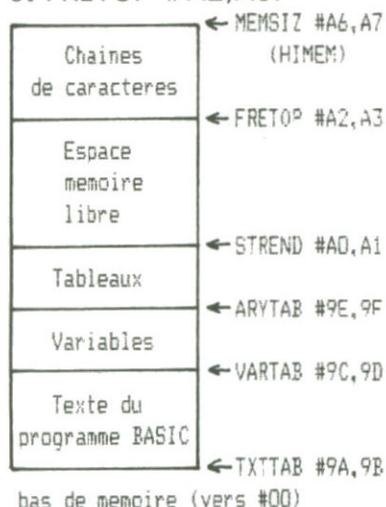 ← MEMSIZ #A6,A7
(HIMEM)
Chaines
de caracteres
← FRETOP #A2,A3
Espace
memoire
libre
← STREND #A0,A1
Tableaux
← ARYTAB #9E,9F
Variables
← VARTAB #9C,9D
Texte du
programme BASIC
← TXTTAB #9A,9B
bas de memoire (vers #00)